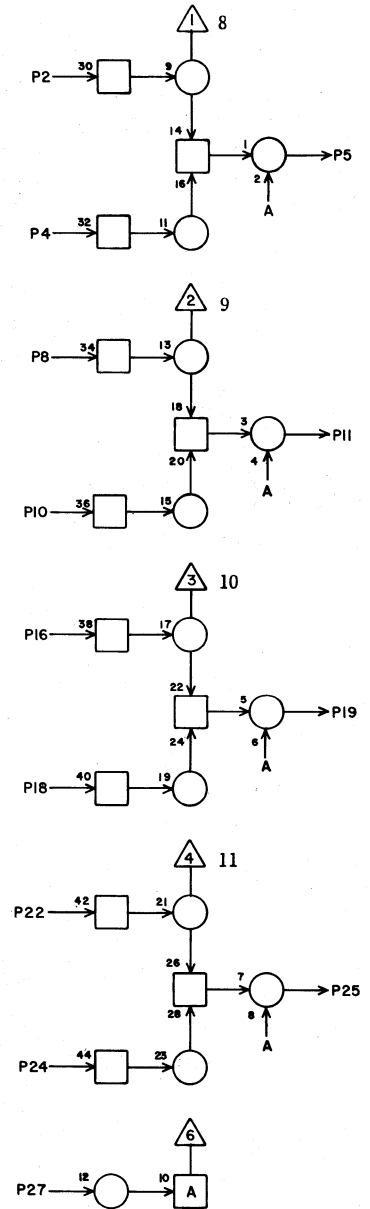 1 8
P2 30 9
14 1 P5
16 2
A
P4 32 11
2 9
P8 34 13
18 3 P11
20 4
A
P10 36 15
3 10
P16 38 17
22 5 P19
24 6
A
P18 40 19
4 11
P22 42 21
26 7 P25
28 8
A
P24 44 23
6
P27 12 10 A